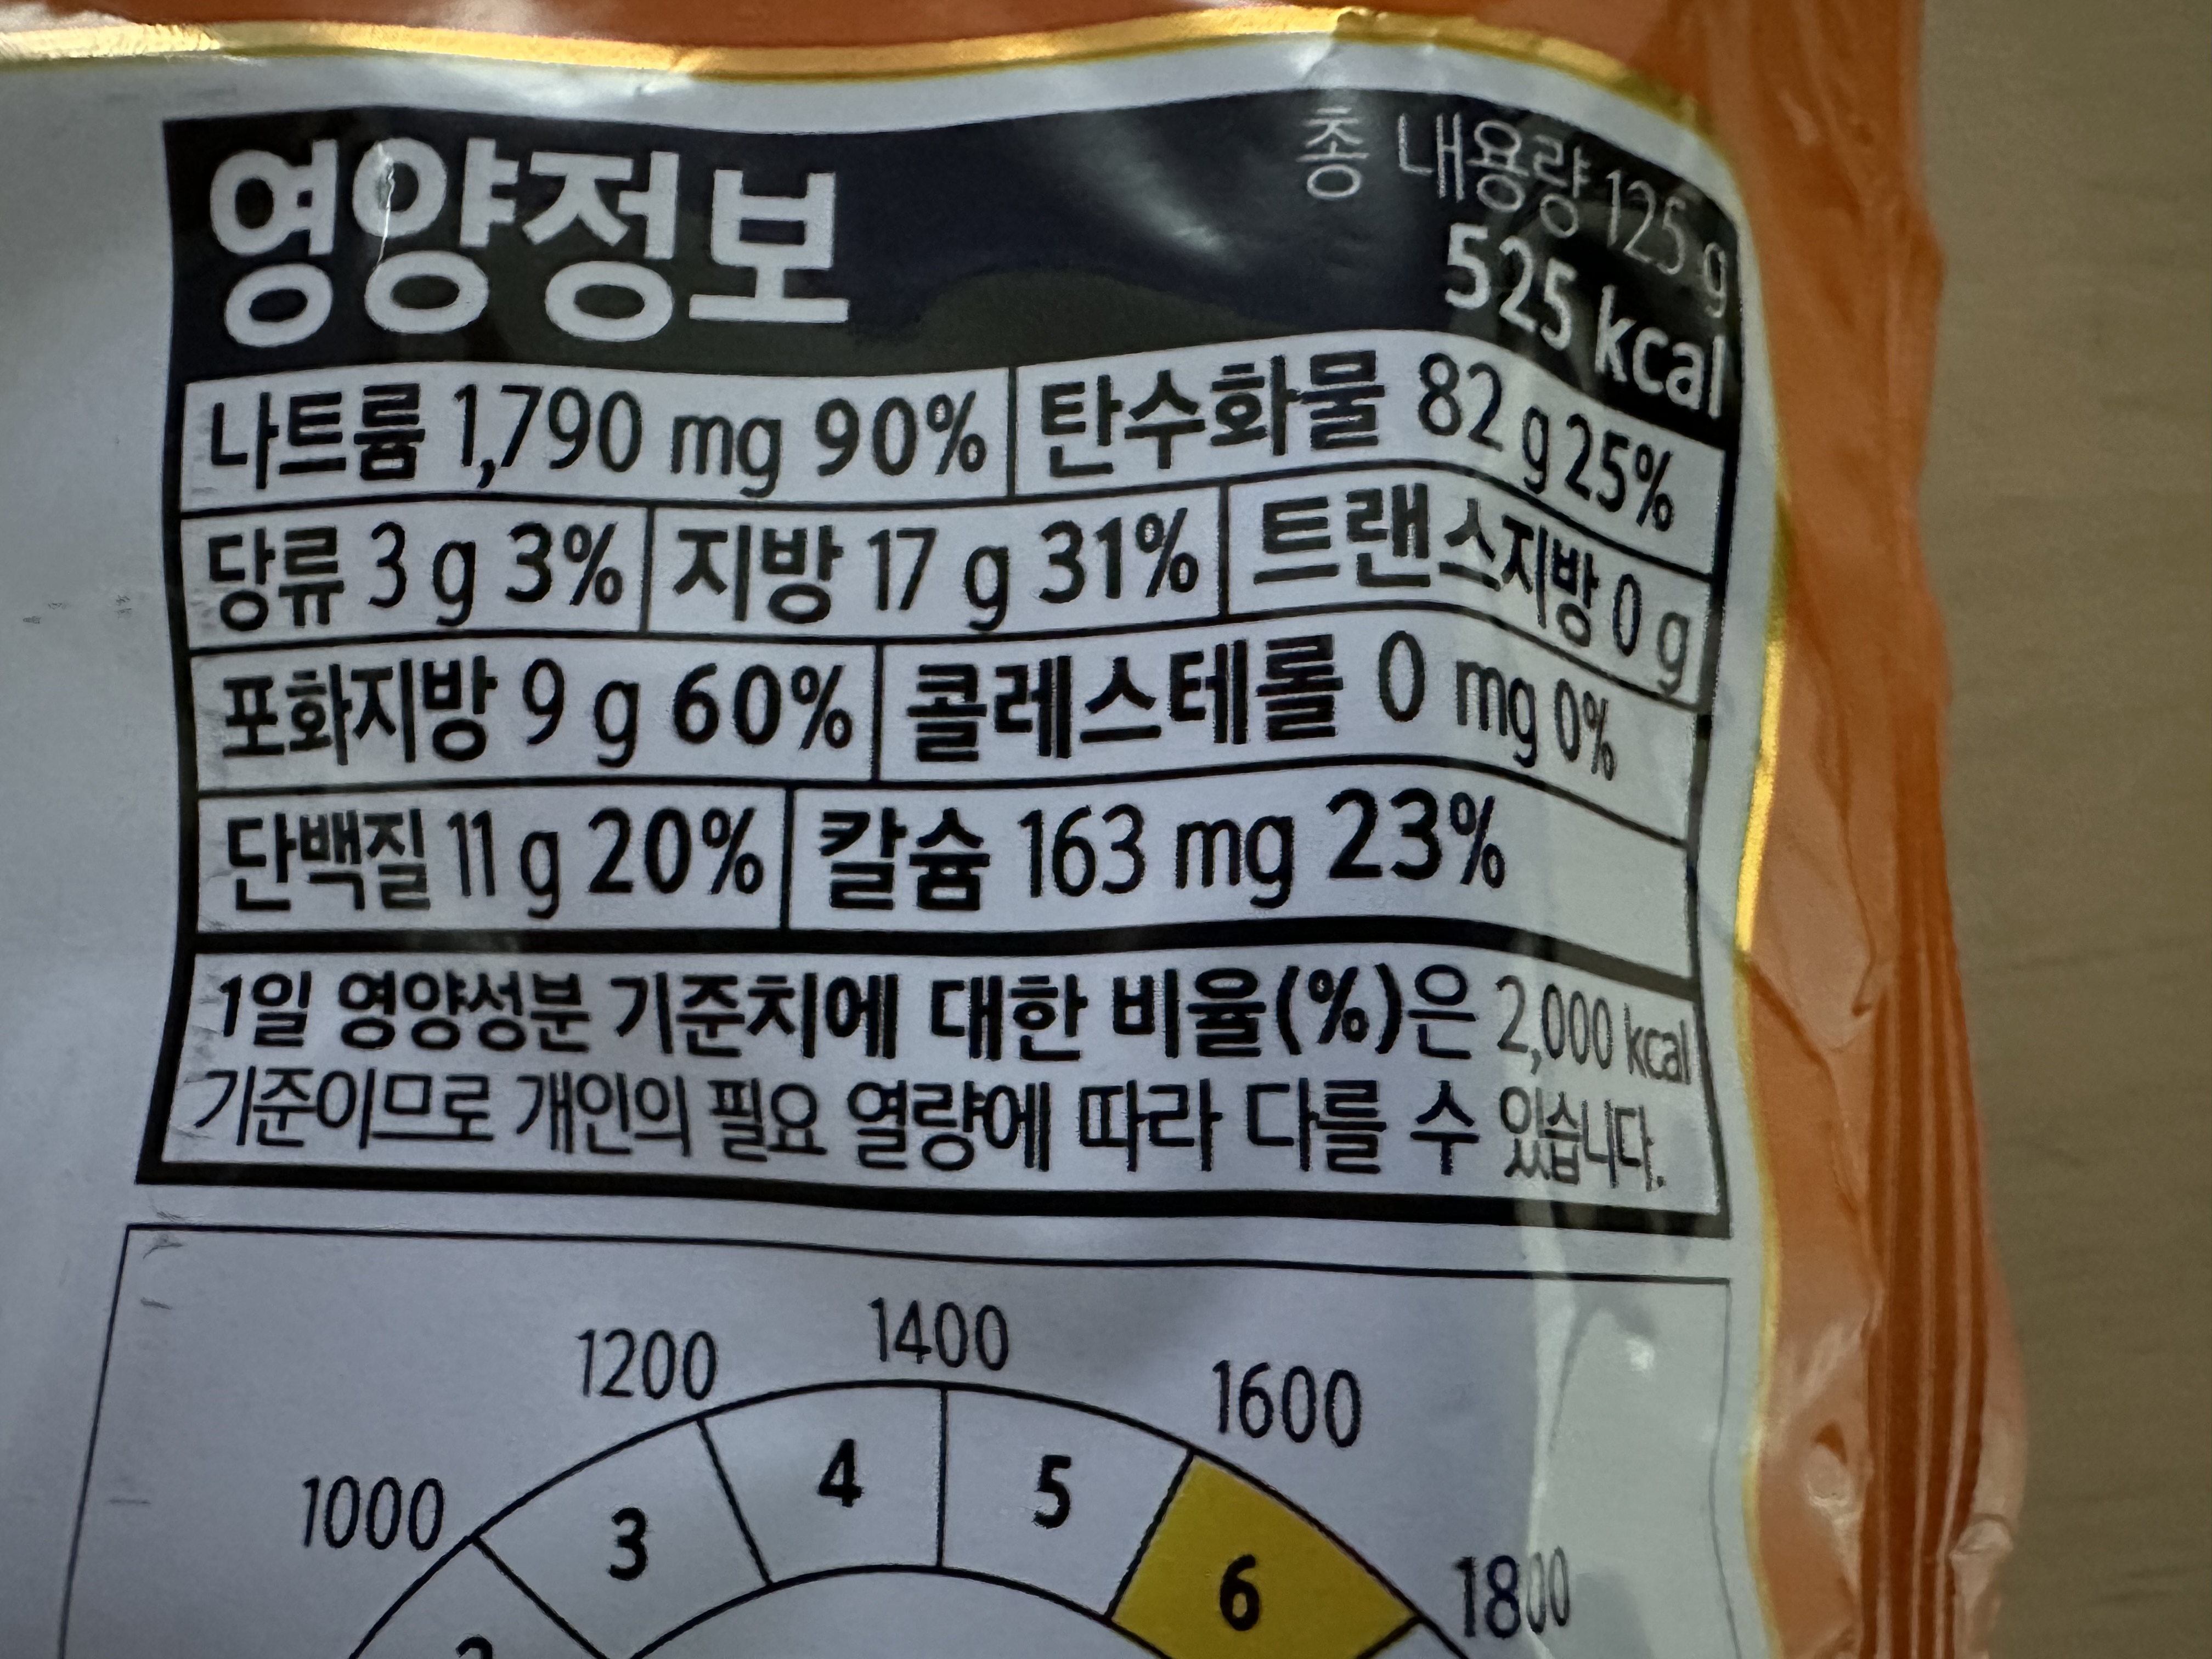 영양정보
총 내용량 125 g
525 kcal
나트륨 1,790 mg 90% 탄수화물 82 g 25%
당류 3 g 3% 지방 17 g 31% 트랜스지방 0 g
포화지방 9 g 60% 콜레스테롤 0 mg 0%
단백질 11 g 20% 칼슘 163 mg 23%
1일 영양성분 기준치에 대한 비율(%)은 2,000 kcal
기준이므로 개인의 필요 열량에 따라 다를 수 있습니다.
1000 1200 1400 1600 1800
3 4 5 6